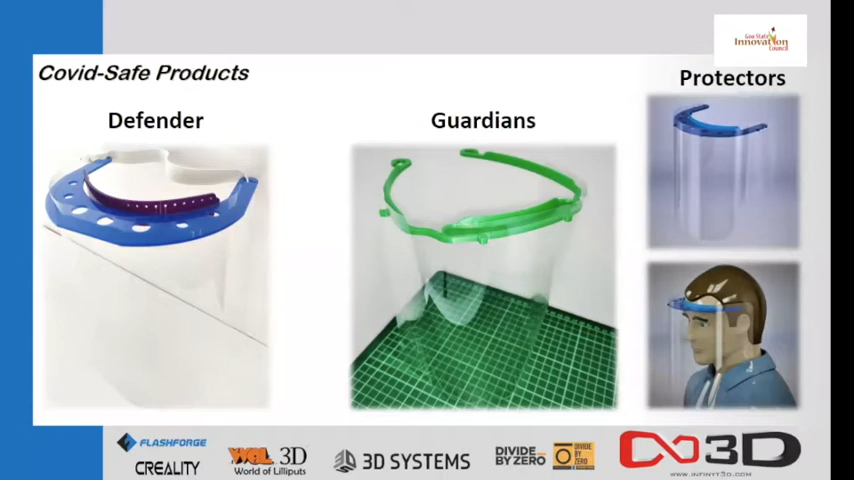 Goa State
Innovation
Council
Covid-Safe Products
Defender
Guardians
Protectors
FLASHFORGE
CREALITY
WOL 3D
World of Lilliputs
3D SYSTEMS
DIVIDE
BY ZERO
DIVIDE
BY
ZERO
3D
WWW.INFINYT3D.COM